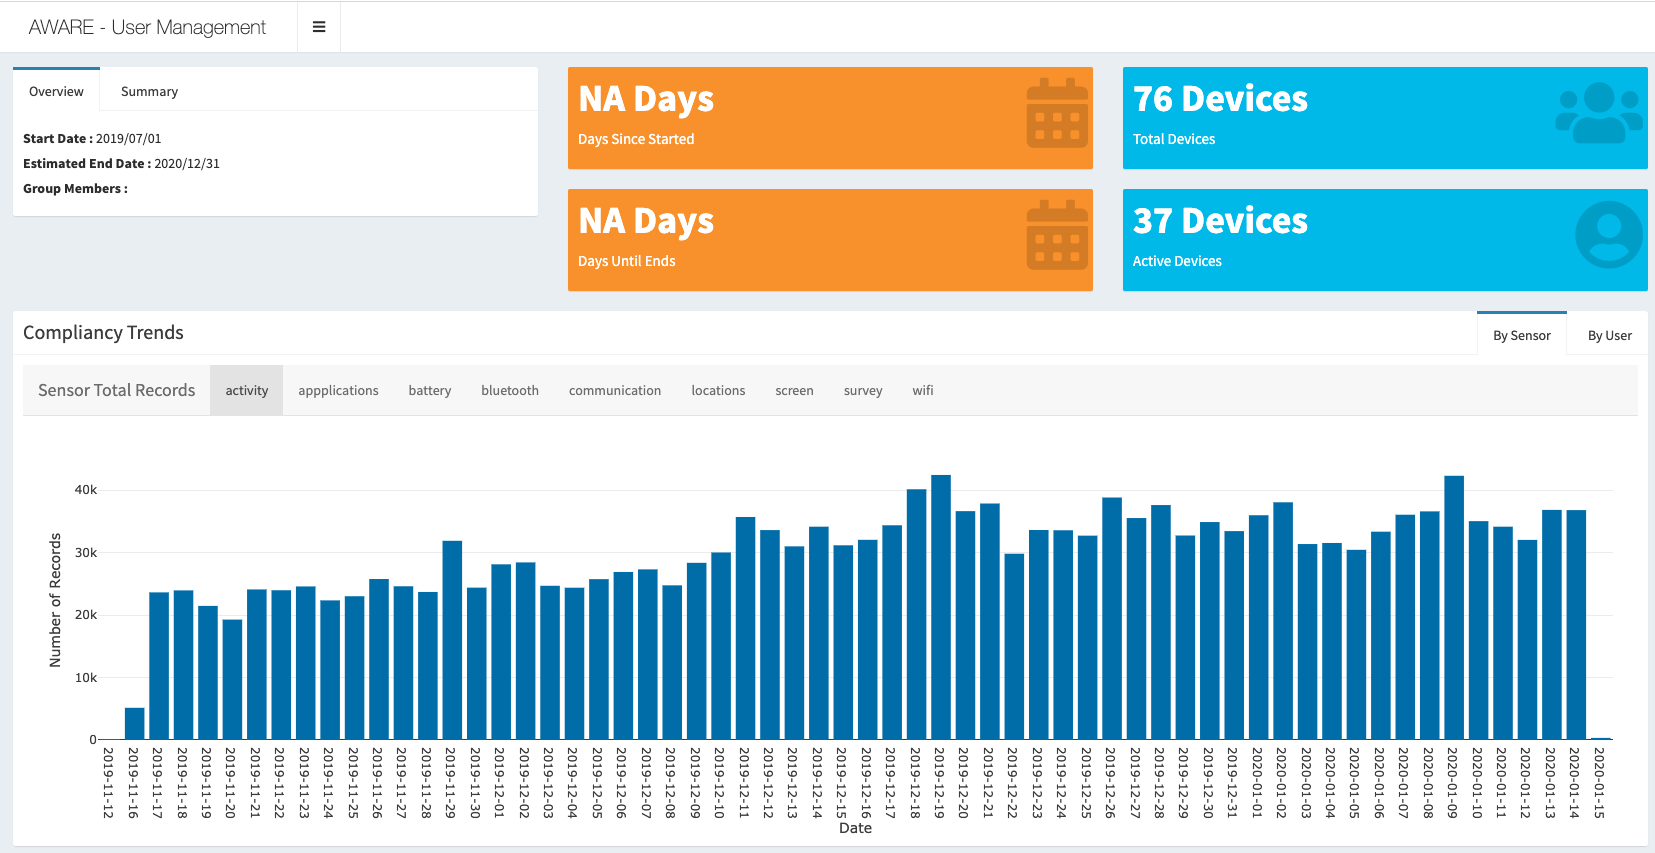 AWARE - User Management
Overview
Summary
Start Date : 2019/07/01
Estimated End Date : 2020/12/31
Group Members :
NA Days
Days Since Started
76 Devices
Total Devices
NA Days
Days Until Ends
37 Devices
Active Devices
Compliancy Trends
By Sensor
By User
Sensor Total Records
activity
appplications
battery
bluetooth
communication
locations
screen
survey
wifi
Number of Records
40k
30k
20k
10k
0
2019-11-12
2019-11-16
2019-11-17
2019-11-18
2019-11-19
2019-11-20
2019-11-21
2019-11-22
2019-11-23
2019-11-24
2019-11-25
2019-11-26
2019-11-27
2019-11-28
2019-11-29
2019-11-30
2019-12-01
2019-12-02
2019-12-03
2019-12-04
2019-12-05
2019-12-06
2019-12-07
2019-12-08
2019-12-09
2019-12-10
2019-12-11
2019-12-12
2019-12-13
2019-12-14
2019-12-15
2019-12-16
2019-12-17
2019-12-18
2019-12-19
2019-12-20
2019-12-21
2019-12-22
2019-12-23
2019-12-24
2019-12-25
2019-12-26
2019-12-27
2019-12-28
2019-12-29
2019-12-30
2019-12-31
2020-01-01
2020-01-02
2020-01-03
2020-01-04
2020-01-05
2020-01-06
2020-01-07
2020-01-08
2020-01-09
2020-01-10
2020-01-11
2020-01-12
2020-01-13
2020-01-14
2020-01-15
Date